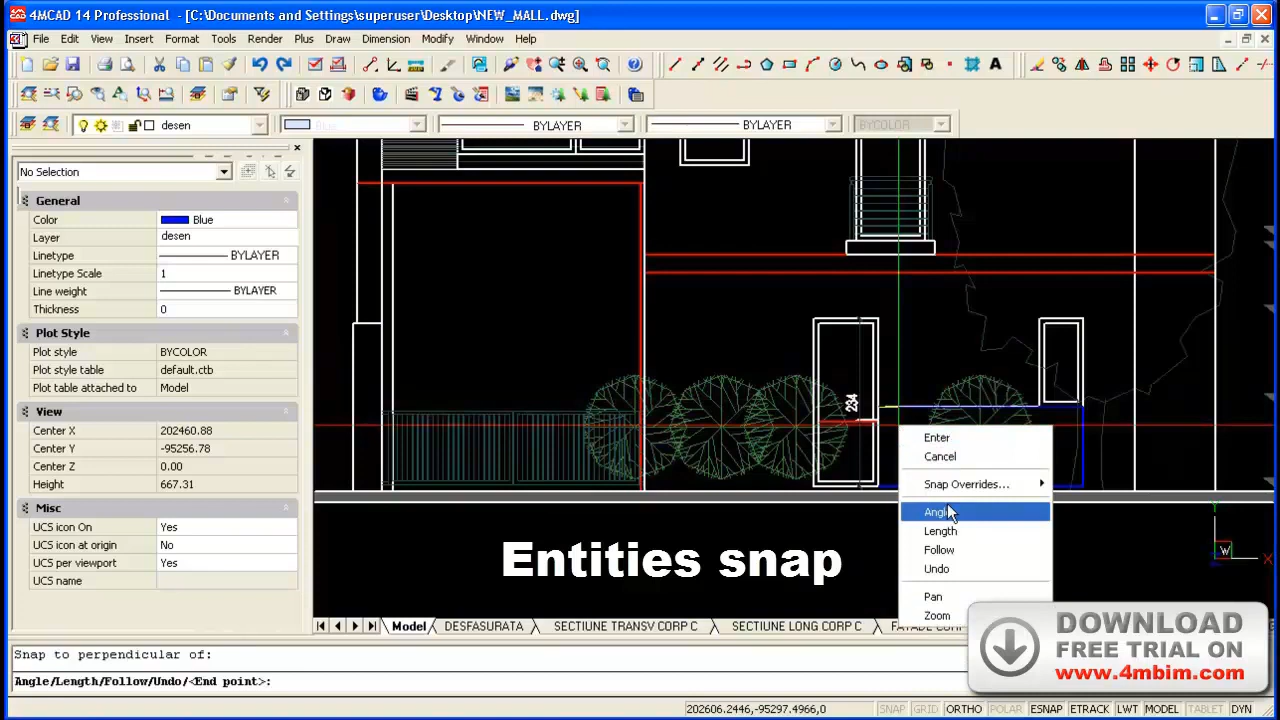 4MCAD 14 Professional - [C:\Documents and Settings\superuser\Desktop\NEW_MALL.dwg]
File Edit View Insert Format Tools Render Plus Draw Dimension Modify Window Help
desen
Blue
BYLAYER
BYLAYER
BYCOLOR
No Selection
General
Color Blue
Layer desen
Linetype BYLAYER
Linetype Scale 1
Line weight BYLAYER
Thickness 0
Plot Style
Plot style BYCOLOR
Plot style table default.ctb
Plot table attached to Model
View
Center X 202460.88
Center Y -95256.78
Center Z 0.00
Height 667.31
Misc
UCS icon On Yes
UCS icon at origin No
UCS per viewport Yes
UCS name
234
Enter
Cancel
Snap Overrides...
Angle
Length
Follow
Undo
Pan
Zoom
Y
W
X
Entities snap
Model DESFASURATA SECTIUNE TRANSV CORP C SECTIUNE LONG CORP C
Snap to perpendicular of:
Angle/Length/Follow/Undo/<End point>:
DOWNLOAD
FREE TRIAL ON
www.4mbim.com
202606.2446,-95297.4966,0 SNAP GRID ORTHO POLAR ESNAP ETRACK LWT MODEL TABLET DYN